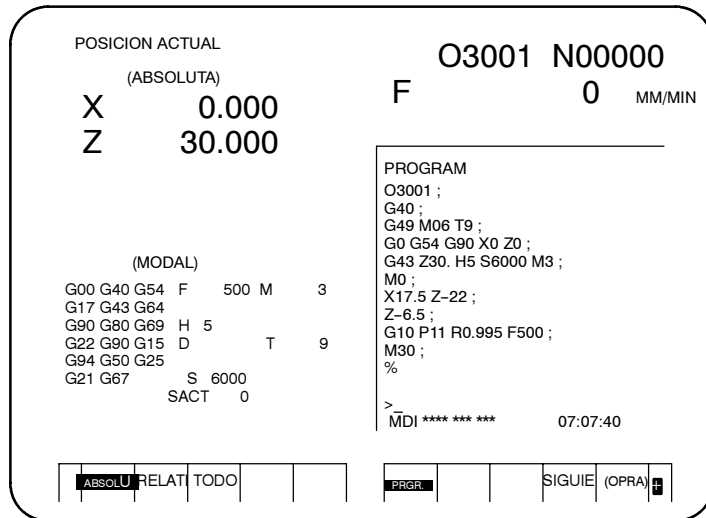 POSICION ACTUAL
(ABSOLUTA)
X 0.000
Z 30.000
O3001 N00000
F 0 MM/MIN
PROGRAM
O3001 ;
G40 ;
G49 M06 T9 ;
G0 G54 G90 X0 Z0 ;
G43 Z30. H5 S6000 M3 ;
M0 ;
X17.5 Z−22 ;
Z−6.5 ;
G10 P11 R0.995 F500 ;
M30 ;
%
>_
MDI **** *** *** 07:07:40
(MODAL)
G00 G40 G54 F 500 M 3
G17 G43 G64
G90 G80 G69 H 5
G22 G90 G15 D T 9
G94 G50 G25
G21 G67 S 6000
SACT 0
ABSOLU RELATI TODO PRGR. SIGUIE (OPRA) +